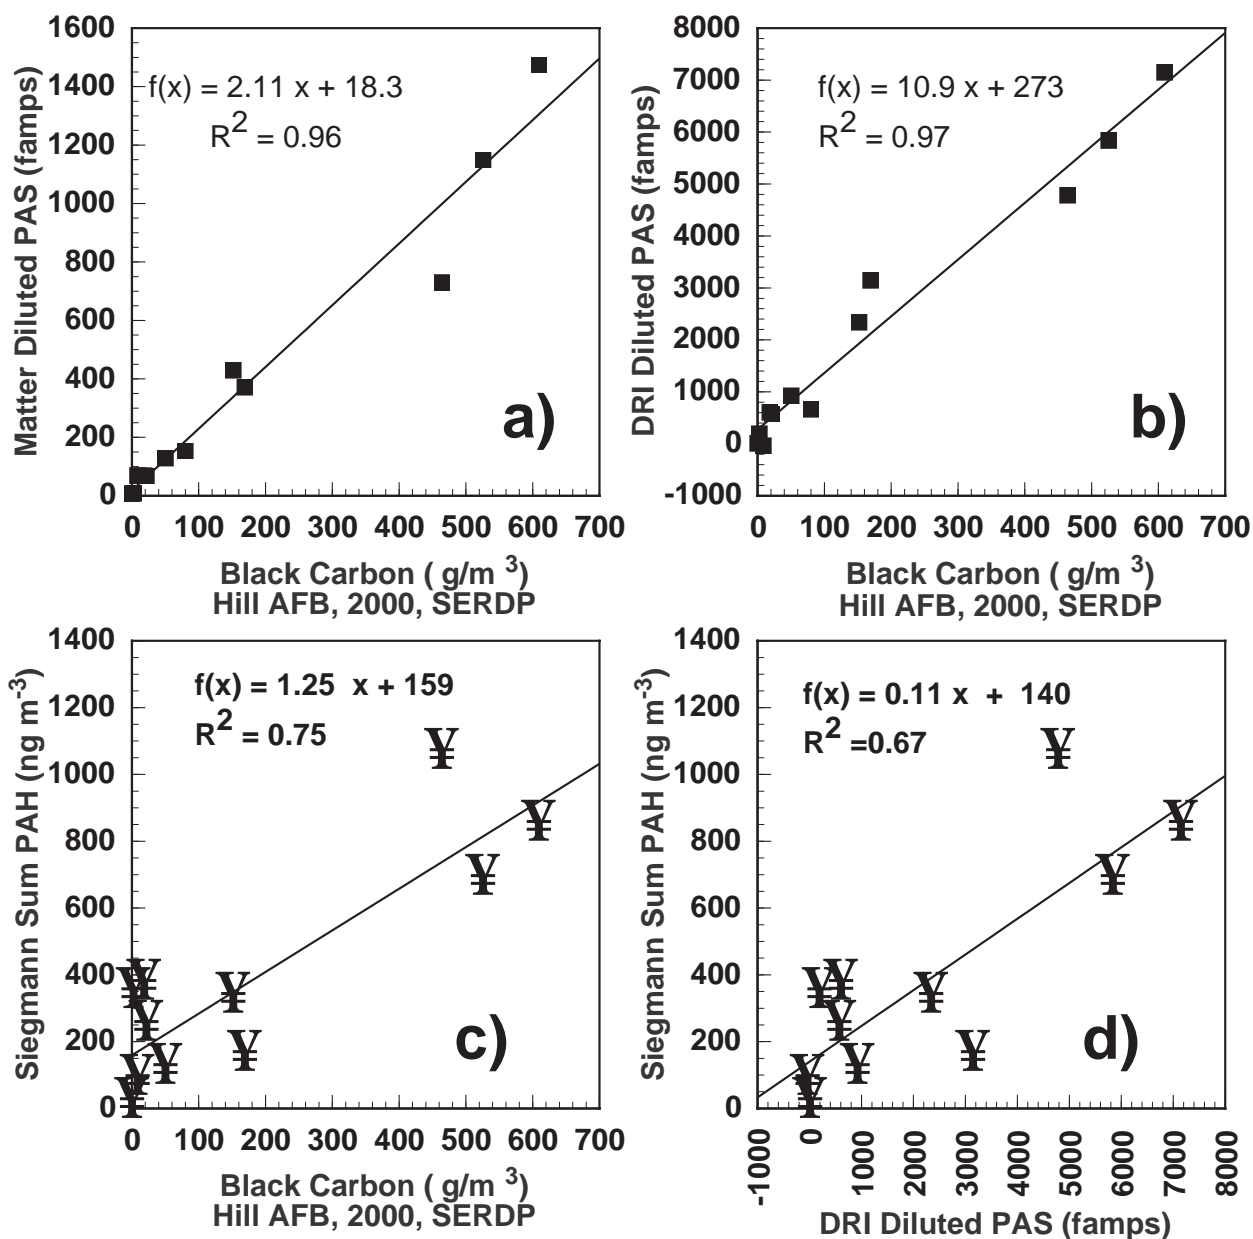 1600
1400
1200
1000
800
600
400
200
0
Matter Diluted PAS (famps)
f(x) = 2.11 x + 18.3
R2 = 0.96
a)
0 100 200 300 400 500 600 700
Black Carbon ( g/m 3)
Hill AFB, 2000, SERDP
8000
7000
6000
5000
4000
3000
2000
1000
0
-1000
DRI Diluted PAS (famps)
f(x) = 10.9 x + 273
R2 = 0.97
b)
0 100 200 300 400 500 600 700
Black Carbon ( g/m 3)
Hill AFB, 2000, SERDP
1400
1200
1000
800
600
400
200
0
Siegmann Sum PAH (ng m-3)
f(x) = 1.25 x + 159
R2 = 0.75
¥
¥
¥
¥
¥
¥
¥
¥
¥
¥
¥
c)
0 100 200 300 400 500 600 700
Black Carbon ( g/m 3)
Hill AFB, 2000, SERDP
1400
1200
1000
800
600
400
200
0
Siegmann Sum PAH (ng m-3)
f(x) = 0.11 x + 140
R2 =0.67
¥
¥
¥
¥
¥
¥
¥
¥
¥
¥
¥
d)
-1000 0 1000 2000 3000 4000 5000 6000 7000 8000
DRI Diluted PAS (famps)